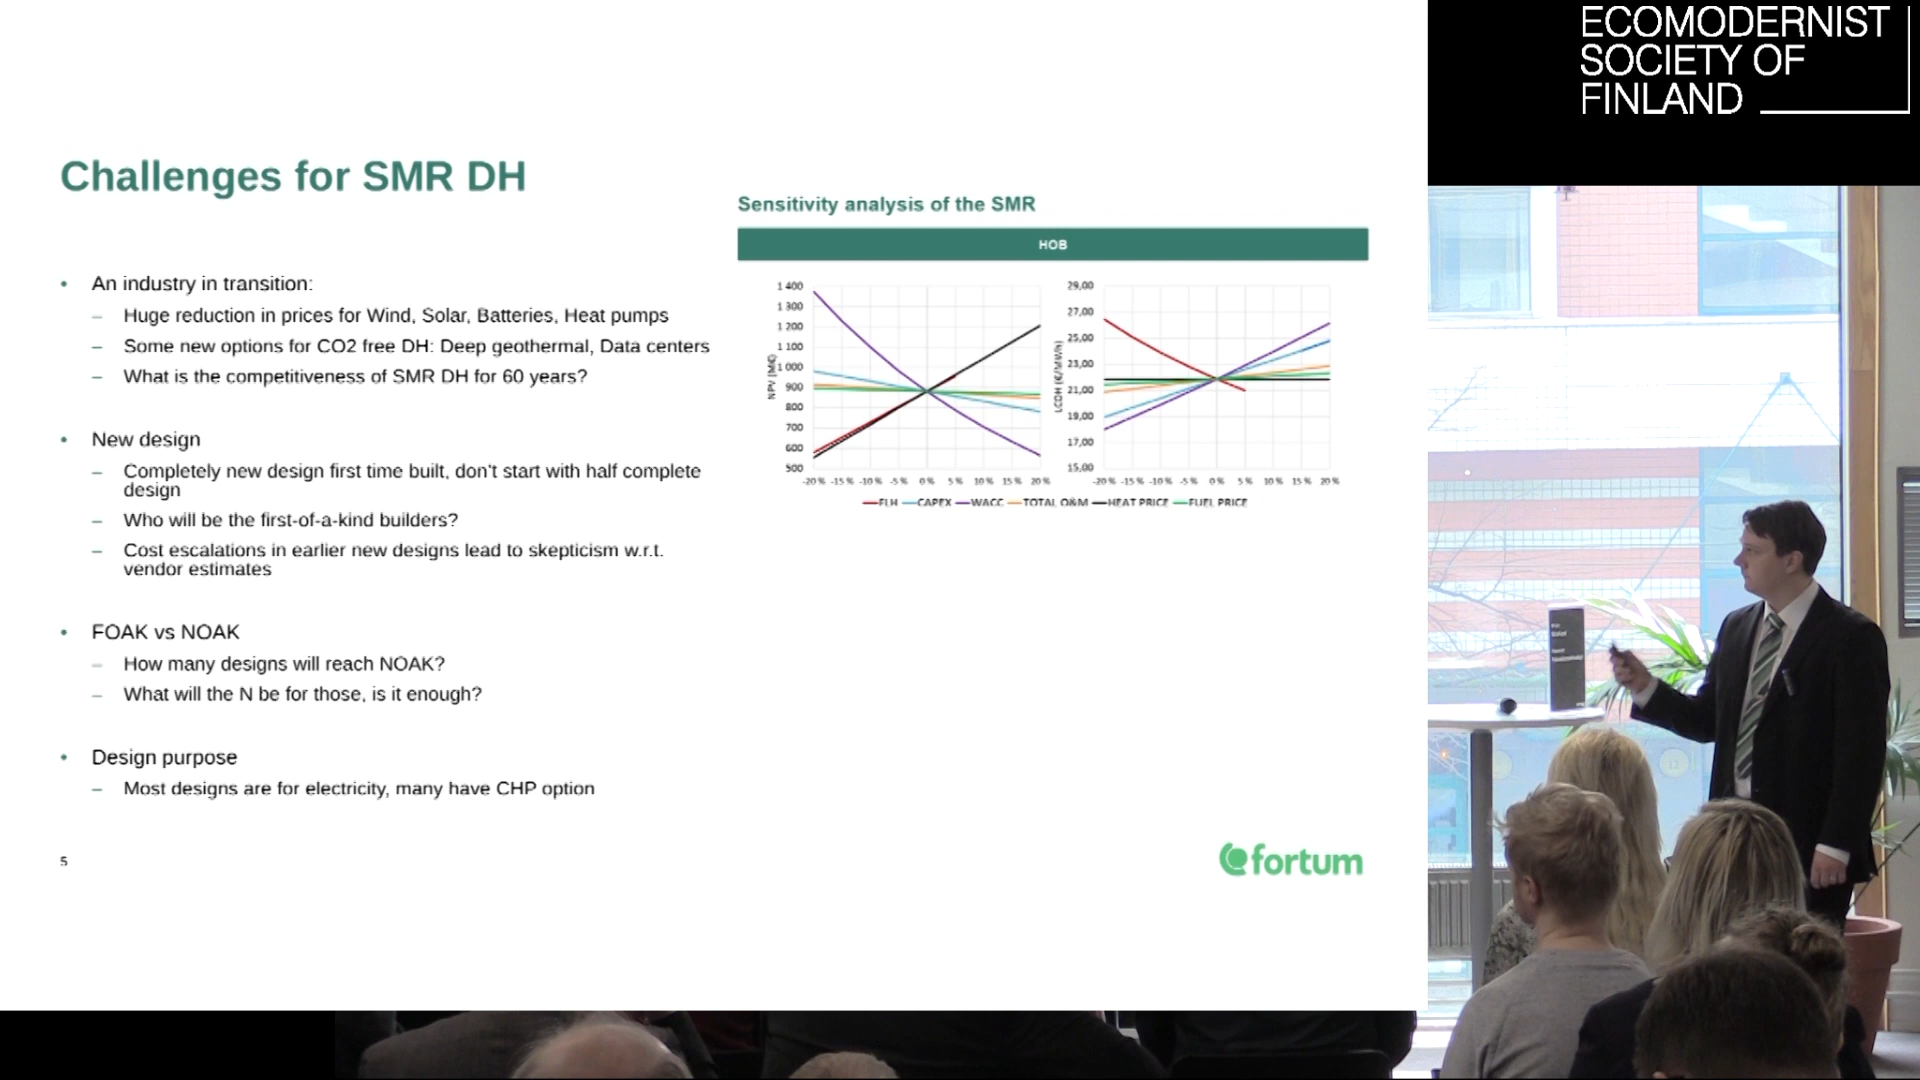 ECOMODERNIST
SOCIETY OF
FINLAND
Challenges for SMR DH
• An industry in transition:
– Huge reduction in prices for Wind, Solar, Batteries, Heat pumps
– Some new options for CO2 free DH: Deep geothermal, Data centers
– What is the competitiveness of SMR DH for 60 years?
• New design
– Completely new design first time built, don't start with half complete
design
– Who will be the first-of-a-kind builders?
– Cost escalations in earlier new designs lead to skepticism w.r.t.
vendor estimates
• FOAK vs NOAK
– How many designs will reach NOAK?
– What will the N be for those, is it enough?
• Design purpose
– Most designs are for electricity, many have CHP option
5
Sensitivity analysis of the SMR
HOB
NPV (M€)
1 400
1 300
1 200
1 000
900
800
700
600
500
-20 % -15 % -10 % -5 % 0 % 5 % 10 % 15 % 20 %
LCOH (€/MWh)
29,00
27,00
25,00
23,00
21,00
19,00
17,00
15,00
-20 % -15 % -10 % -5 % 0 % 5 % 10 % 15 % 20 %
FLH CAPEX WACC TOTAL O&M HEAT PRICE FUEL PRICE
fortum